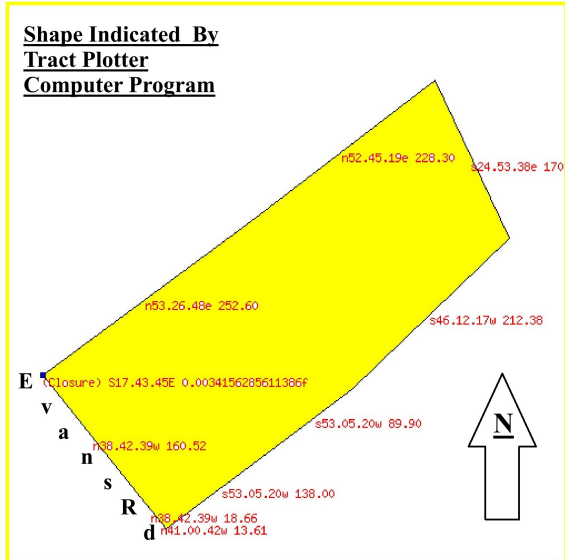 Shape Indicated By
Tract Plotter
Computer Program
n52.45.19e 228.30
s24.53.38e 170
n53.26.48e 252.60
s46.12.17w 212.38
(Closure) S17.43.45E 0.0034156285611386f
E
v
a
n
s
R
d
n38.42.39w 160.52
s53.05.20w 89.90
N
s53.05.20w 138.00
n38.42.39w 18.66
n41.00.42w 13.61